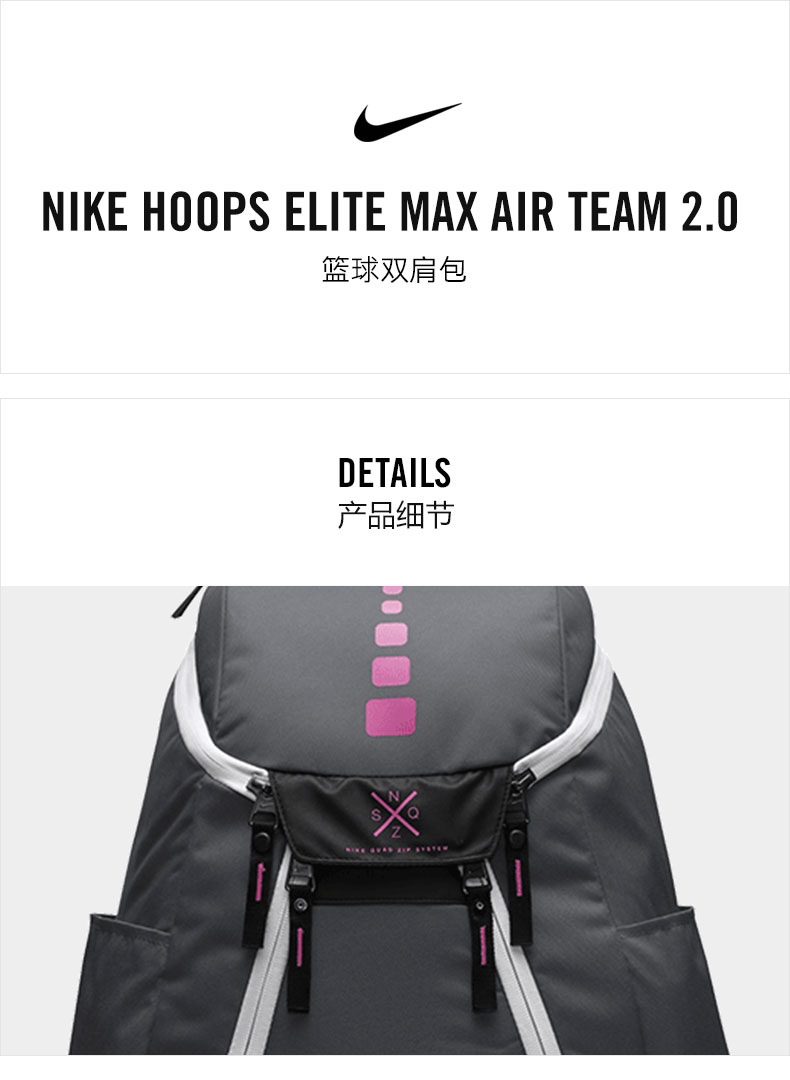 NIKE HOOPS ELITE MAX AIR TEAM 2.0
篮球双肩包
DETAILS
产品细节
N
S Q
Z
NIKE QUAD ZIP SYSTEM